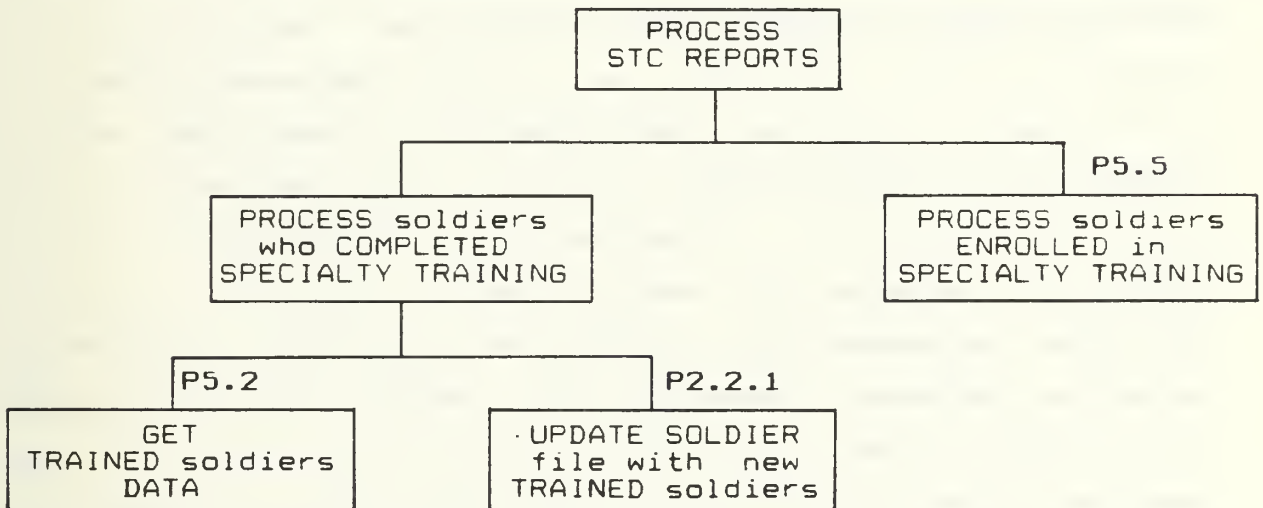 PROCESS
STC REPORTS
P5.5
PROCESS soldiers
who COMPLETED
SPECIALTY TRAINING
PROCESS soldiers
ENROLLED in
SPECIALTY TRAINING
P5.2
P2.2.1
GET
TRAINED soldiers
DATA
UPDATE SOLDIER
file with new
TRAINED soldiers